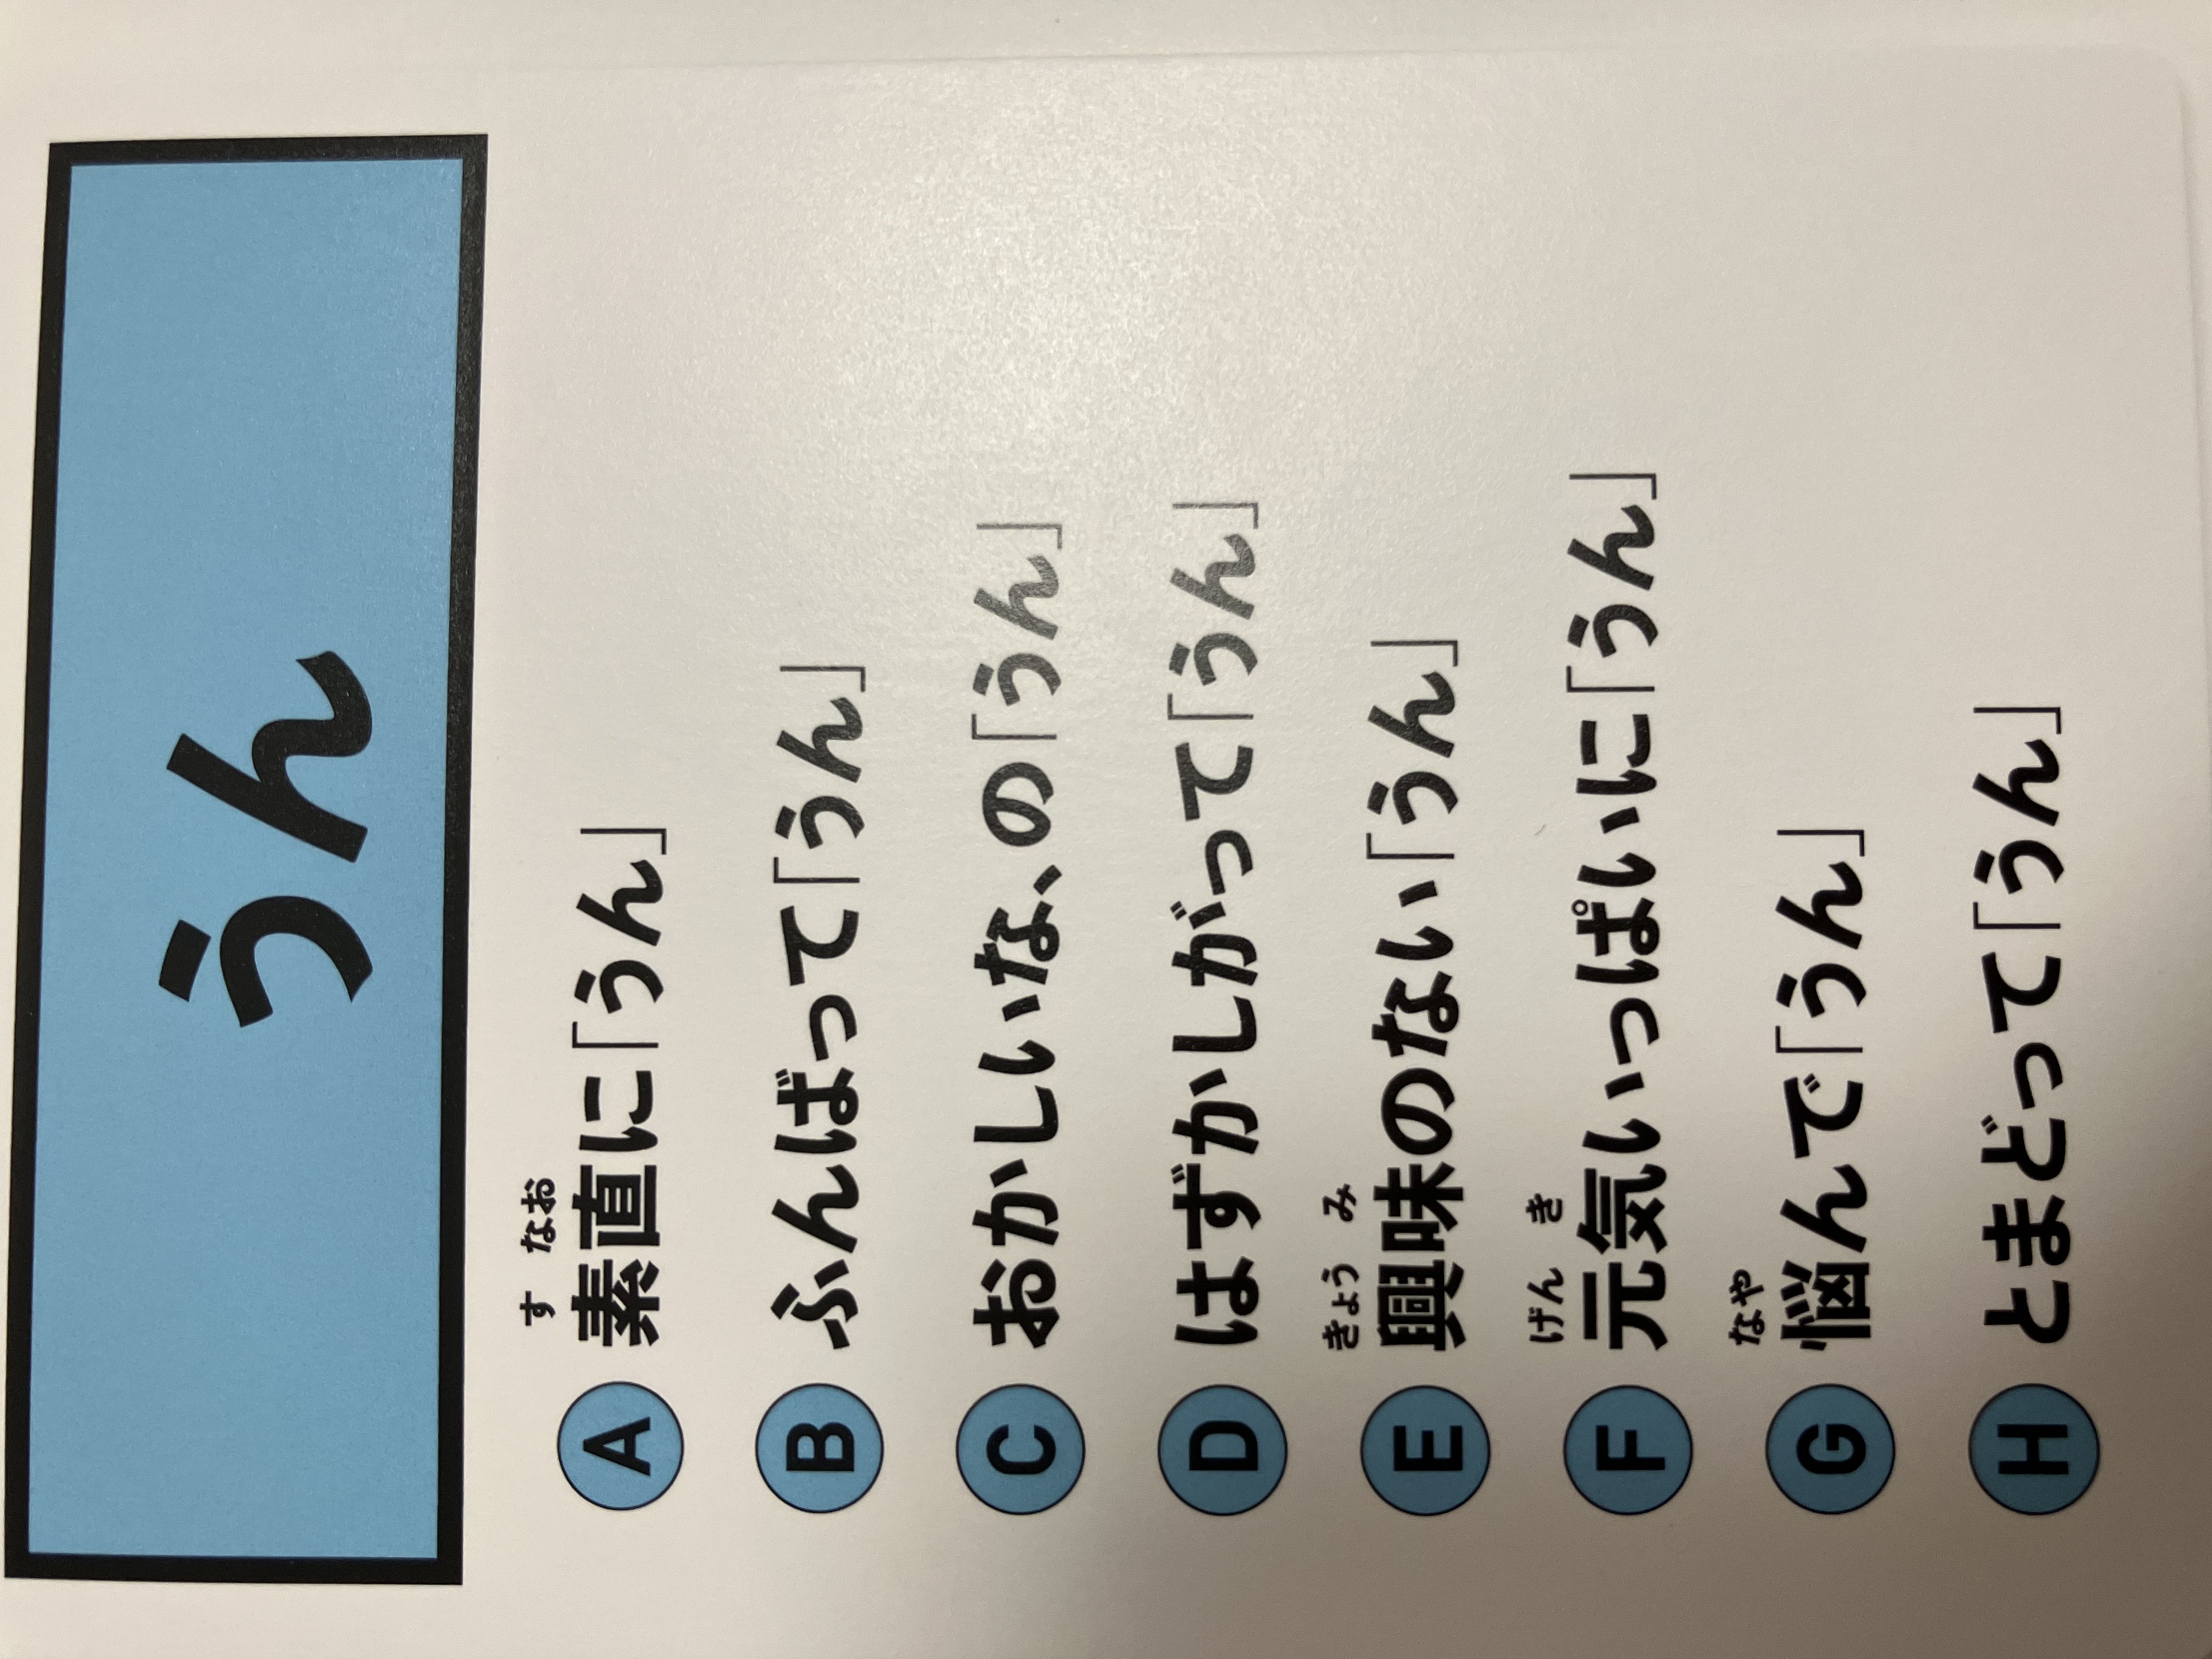 うん
す なお
A 素直に「うん」
B ふんばって「うん」
C おかしいな、の「うん」
D はずかしがって「うん」
きょう み
E 興味のない「うん」
げん き
F 元気いっぱいに「うん」
なや
G 悩んで「うん」
H とまどって「うん」